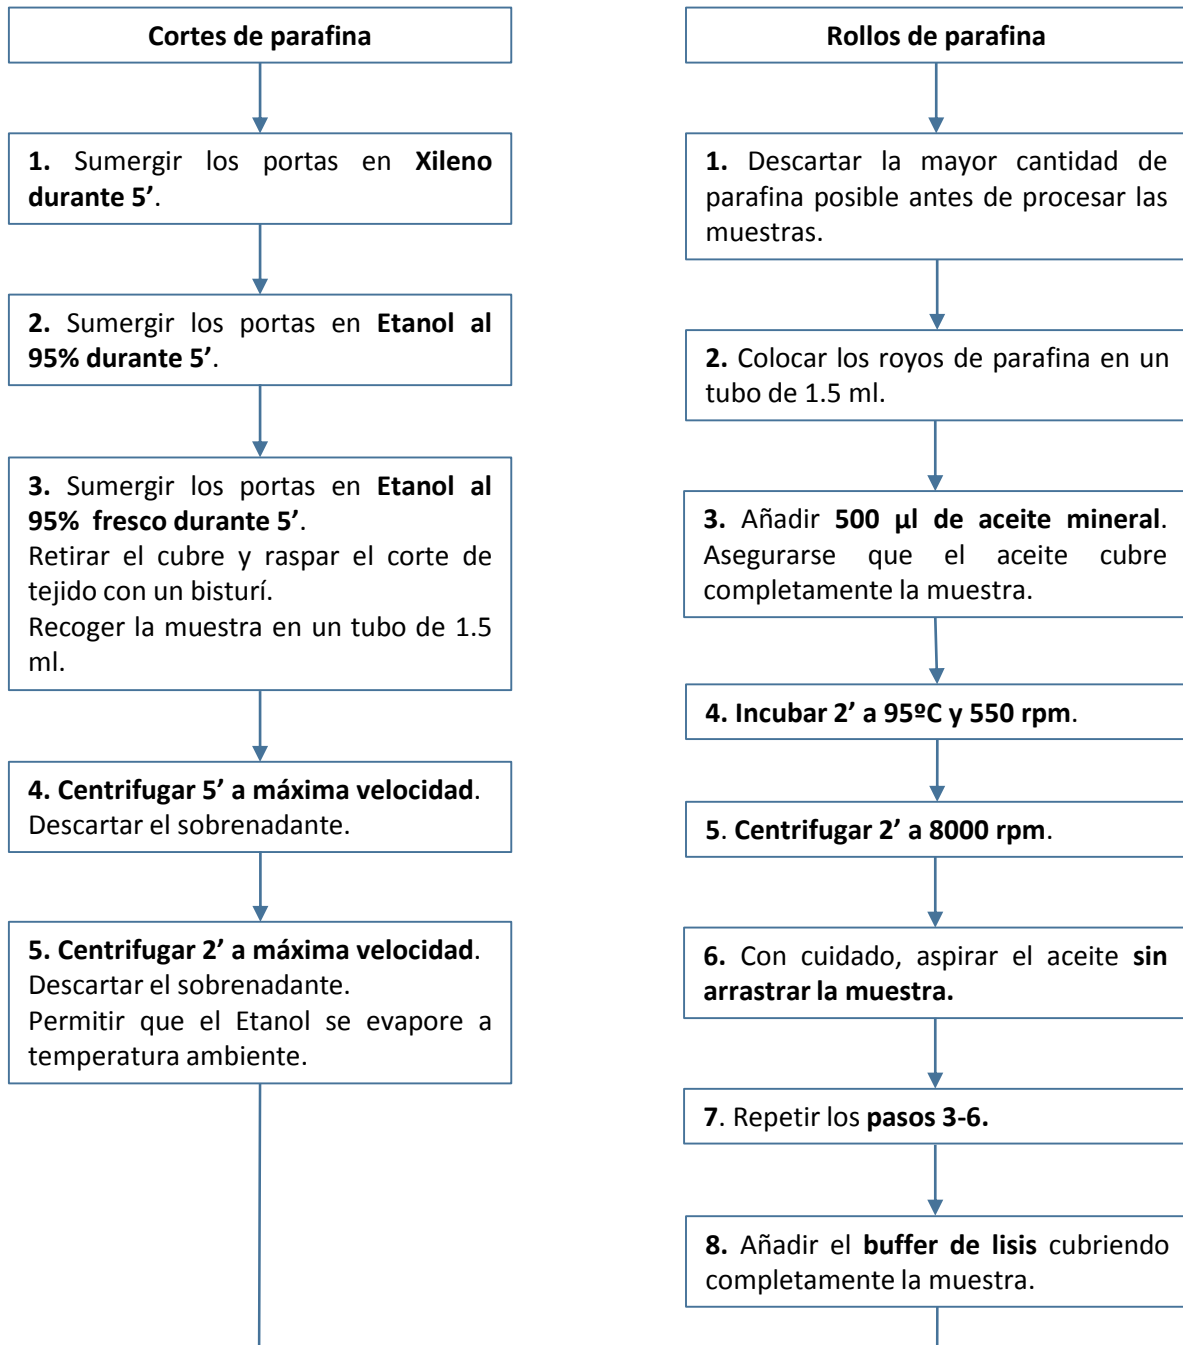 Cortes de parafina
1. Sumergir los portas en Xileno
durante 5’.
2. Sumergir los portas en Etanol al
95% durante 5’.
3. Sumergir los portas en Etanol al
95% fresco durante 5’.
Retirar el cubre y raspar el corte de
tejido con un bisturí.
Recoger la muestra en un tubo de 1.5
ml.
4. Centrifugar 5’ a máxima velocidad.
Descartar el sobrenadante.
5. Centrifugar 2’ a máxima velocidad.
Descartar el sobrenadante.
Permitir que el Etanol se evapore a
temperatura ambiente.
Rollos de parafina
1. Descartar la mayor cantidad de
parafina posible antes de procesar las
muestras.
2. Colocar los royos de parafina en un
tubo de 1.5 ml.
3. Añadir 500 µl de aceite mineral.
Asegurarse que el aceite cubre
completamente la muestra.
4. Incubar 2’ a 95ºC y 550 rpm.
5. Centrifugar 2’ a 8000 rpm.
6. Con cuidado, aspirar el aceite sin
arrastrar la muestra.
7. Repetir los pasos 3-6.
8. Añadir el buffer de lisis cubriendo
completamente la muestra.